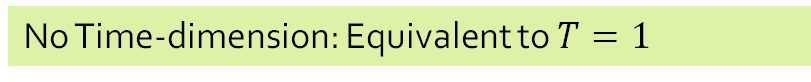 No Time-dimension: Equivalent to T = 1